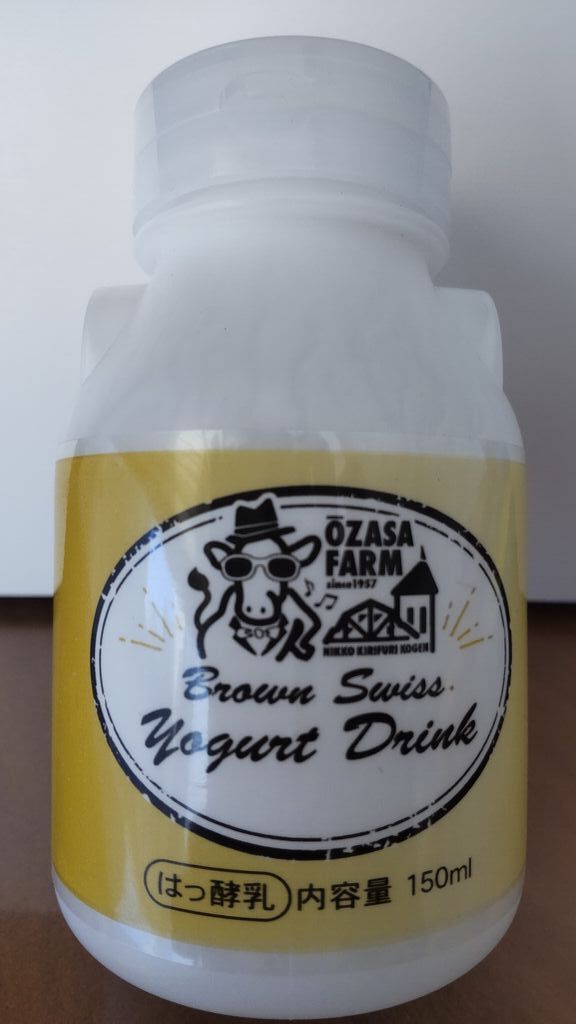 ŌZASA
FARM
since1957
NIKKO KIRIFURI KOGEN
Brown Swiss
Yogurt Drink
はっ酵乳 内容量 150ml